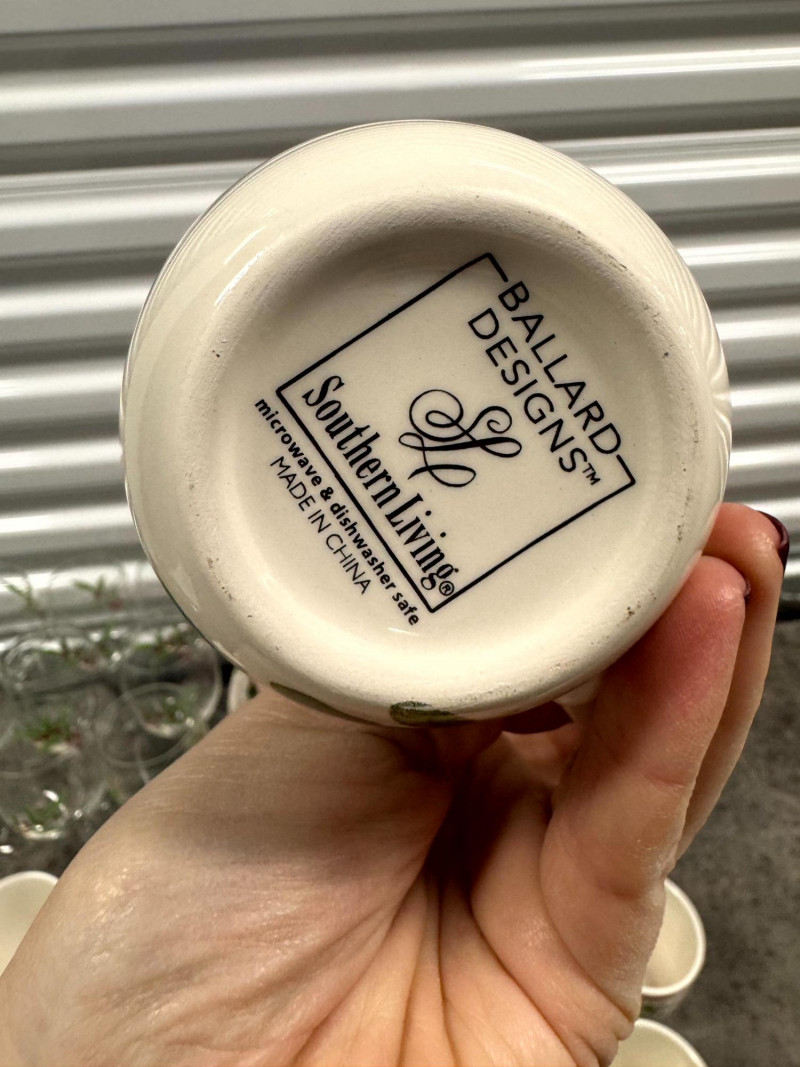 BALLARD
DESIGNS™
SL
Southern Living®
microwave & dishwasher safe
MADE IN CHINA